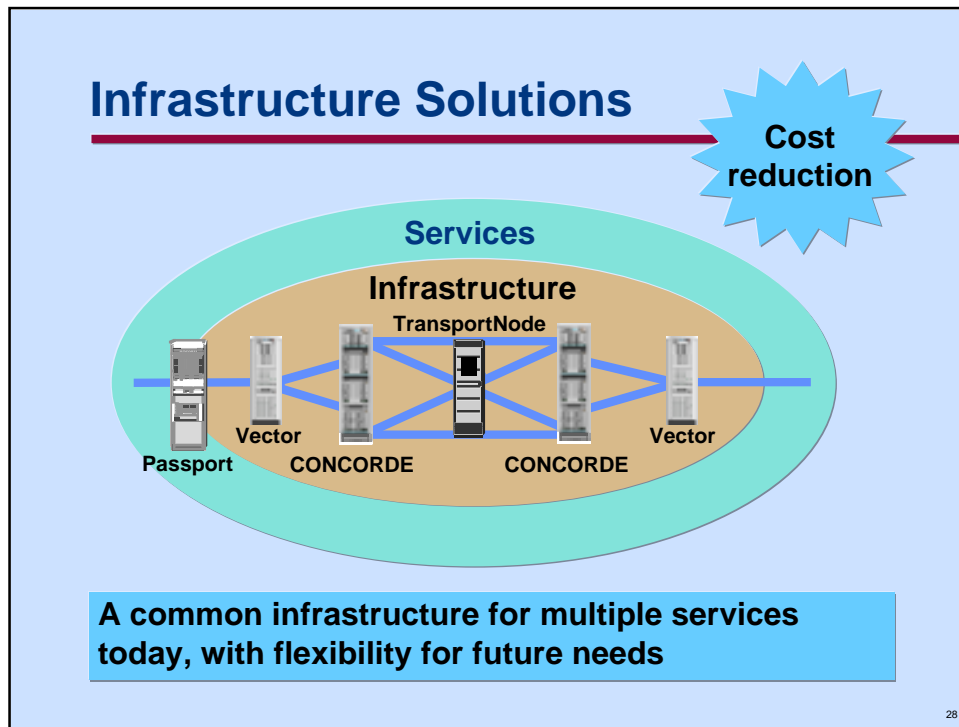 Infrastructure Solutions
Cost
reduction
Services
Infrastructure
TransportNode
Vector
Vector
Passport
CONCORDE
CONCORDE
A common infrastructure for multiple services
today, with flexibility for future needs
28